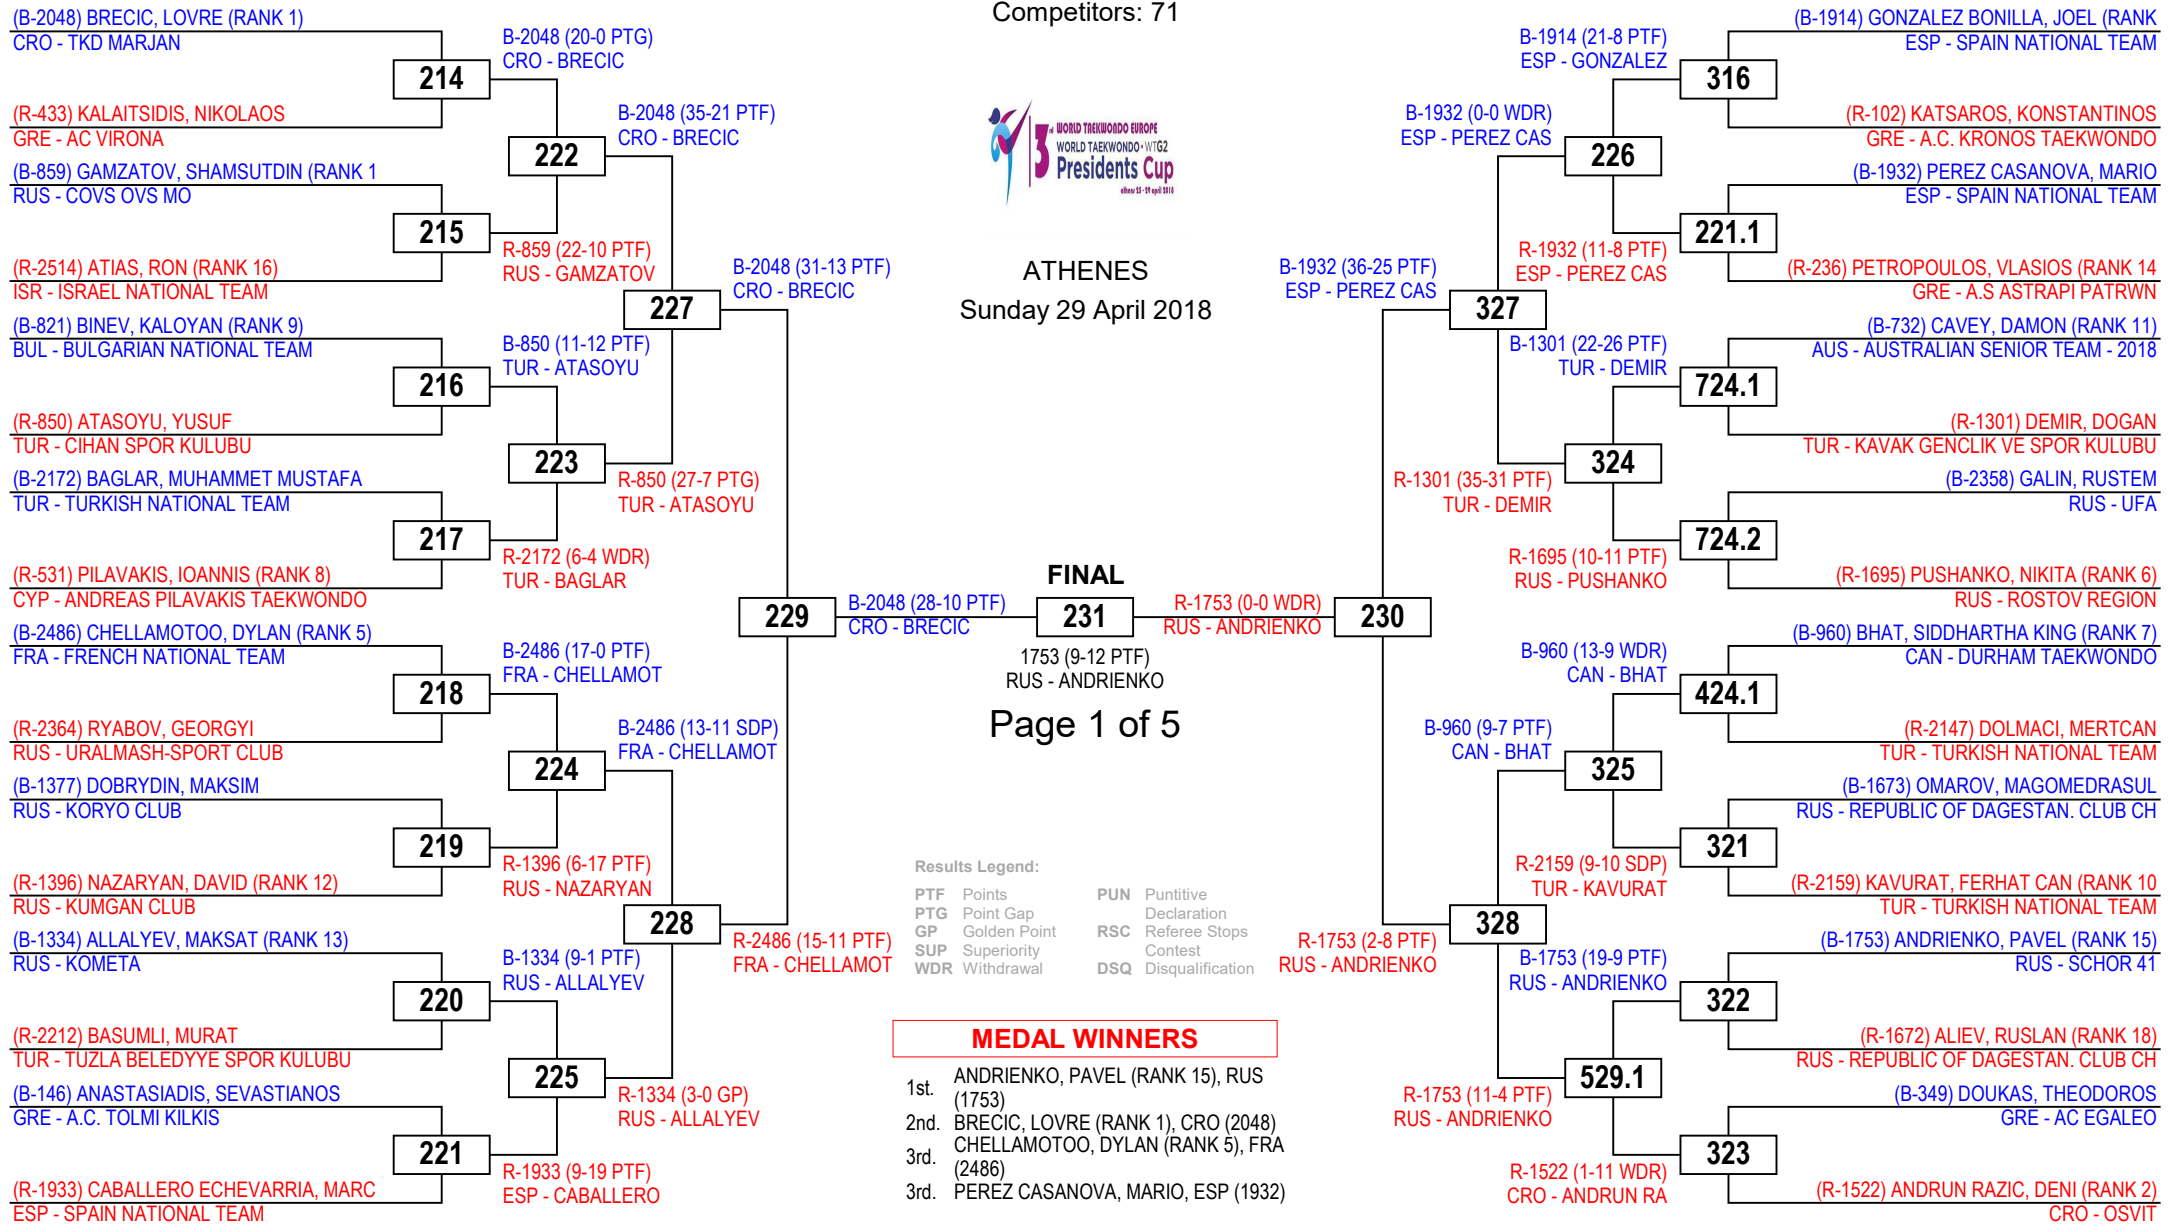 Competitors: 71
(B-2048) BRECIC, LOVRE (RANK 1)
CRO - TKD MARJAN
(R-433) KALAITSIDIS, NIKOLAOS
GRE - AC VIRONA
(B-859) GAMZATOV, SHAMSUTDIN (RANK 1
RUS - COVS OVS MO
(R-2514) ATIAS, RON (RANK 16)
ISR - ISRAEL NATIONAL TEAM
(B-821) BINEV, KALOYAN (RANK 9)
BUL - BULGARIAN NATIONAL TEAM
(R-850) ATASOYU, YUSUF
TUR - CIHAN SPOR KULUBU
(B-2172) BAGLAR, MUHAMMET MUSTAFA
TUR - TURKISH NATIONAL TEAM
(R-531) PILAVAKIS, IOANNIS (RANK 8)
CYP - ANDREAS PILAVAKIS TAEKWONDO
(B-2486) CHELLAMOTOO, DYLAN (RANK 5)
FRA - FRENCH NATIONAL TEAM
(R-2364) RYABOV, GEORGYI
RUS - URALMASH-SPORT CLUB
(B-1377) DOBRYDIN, MAKSIM
RUS - KORYO CLUB
(R-1396) NAZARYAN, DAVID (RANK 12)
RUS - KUMGAN CLUB
(B-1334) ALLALYEV, MAKSAT (RANK 13)
RUS - KOMETA
(R-2212) BASUMLI, MURAT
TUR - TUZLA BELEDYYE SPOR KULUBU
(B-146) ANASTASIADIS, SEVASTIANOS
GRE - A.C. TOLMI KILKIS
(R-1933) CABALLERO ECHEVARRIA, MARC
ESP - SPAIN NATIONAL TEAM
214
215
216
217
218
219
220
221
B-2048 (20-0 PTG)
CRO - BRECIC
R-859 (22-10 PTF)
RUS - GAMZATOV
B-850 (11-12 PTF)
TUR - ATASOYU
R-2172 (6-4 WDR)
TUR - BAGLAR
B-2486 (17-0 PTF)
FRA - CHELLAMOT
R-1396 (6-17 PTF)
RUS - NAZARYAN
B-1334 (9-1 PTF)
RUS - ALLALYEV
R-1933 (9-19 PTF)
ESP - CABALLERO
222
223
224
225
B-2048 (35-21 PTF)
CRO - BRECIC
R-850 (27-7 PTG)
TUR - ATASOYU
B-2486 (13-11 SDP)
FRA - CHELLAMOT
R-1334 (3-0 GP)
RUS - ALLALYEV
227
228
B-2048 (31-13 PTF)
CRO - BRECIC
R-2486 (15-11 PTF)
FRA - CHELLAMOT
229
B-2048 (28-10 PTF)
CRO - BRECIC
3rd WORLD TAEKWONDO EUROPE
WORLD TAEKWONDO • WTG2
Presidents Cup
athens 25 - 29 april 2018
ATHENES
Sunday 29 April 2018
FINAL
231
1753 (9-12 PTF)
RUS - ANDRIENKO
Page 1 of 5
Results Legend:
PTF Points PUN Puntitive
PTG Point Gap Declaration
GP Golden Point RSC Referee Stops
SUP Superiority Contest
WDR Withdrawal DSQ Disqualification
MEDAL WINNERS
1st. ANDRIENKO, PAVEL (RANK 15), RUS
(1753)
2nd. BRECIC, LOVRE (RANK 1), CRO (2048)
3rd. CHELLAMOTOO, DYLAN (RANK 5), FRA
(2486)
3rd. PEREZ CASANOVA, MARIO, ESP (1932)
R-1753 (0-0 WDR)
RUS - ANDRIENKO
230
B-1932 (36-25 PTF)
ESP - PEREZ CAS
R-1753 (2-8 PTF)
RUS - ANDRIENKO
327
328
B-1932 (0-0 WDR)
ESP - PEREZ CAS
R-1301 (35-31 PTF)
TUR - DEMIR
B-960 (9-7 PTF)
CAN - BHAT
R-1753 (11-4 PTF)
RUS - ANDRIENKO
226
324
325
529.1
B-1914 (21-8 PTF)
ESP - GONZALEZ
R-1932 (11-8 PTF)
ESP - PEREZ CAS
B-1301 (22-26 PTF)
TUR - DEMIR
R-1695 (10-11 PTF)
RUS - PUSHANKO
B-960 (13-9 WDR)
CAN - BHAT
R-2159 (9-10 SDP)
TUR - KAVURAT
B-1753 (19-9 PTF)
RUS - ANDRIENKO
R-1522 (1-11 WDR)
CRO - ANDRUN RA
316
221.1
724.1
724.2
424.1
321
322
323
(B-1914) GONZALEZ BONILLA, JOEL (RANK
ESP - SPAIN NATIONAL TEAM
(R-102) KATSAROS, KONSTANTINOS
GRE - A.C. KRONOS TAEKWONDO
(B-1932) PEREZ CASANOVA, MARIO
ESP - SPAIN NATIONAL TEAM
(R-236) PETROPOULOS, VLASIOS (RANK 14
GRE - A.S ASTRAPI PATRWN
(B-732) CAVEY, DAMON (RANK 11)
AUS - AUSTRALIAN SENIOR TEAM - 2018
(R-1301) DEMIR, DOGAN
TUR - KAVAK GENCLIK VE SPOR KULUBU
(B-2358) GALIN, RUSTEM
RUS - UFA
(R-1695) PUSHANKO, NIKITA (RANK 6)
RUS - ROSTOV REGION
(B-960) BHAT, SIDDHARTHA KING (RANK 7)
CAN - DURHAM TAEKWONDO
(R-2147) DOLMACI, MERTCAN
TUR - TURKISH NATIONAL TEAM
(B-1673) OMAROV, MAGOMEDRASUL
RUS - REPUBLIC OF DAGESTAN. CLUB CH
(R-2159) KAVURAT, FERHAT CAN (RANK 10
TUR - TURKISH NATIONAL TEAM
(B-1753) ANDRIENKO, PAVEL (RANK 15)
RUS - SCHOR 41
(R-1672) ALIEV, RUSLAN (RANK 18)
RUS - REPUBLIC OF DAGESTAN. CLUB CH
(B-349) DOUKAS, THEODOROS
GRE - AC EGALEO
(R-1522) ANDRUN RAZIC, DENI (RANK 2)
CRO - OSVIT